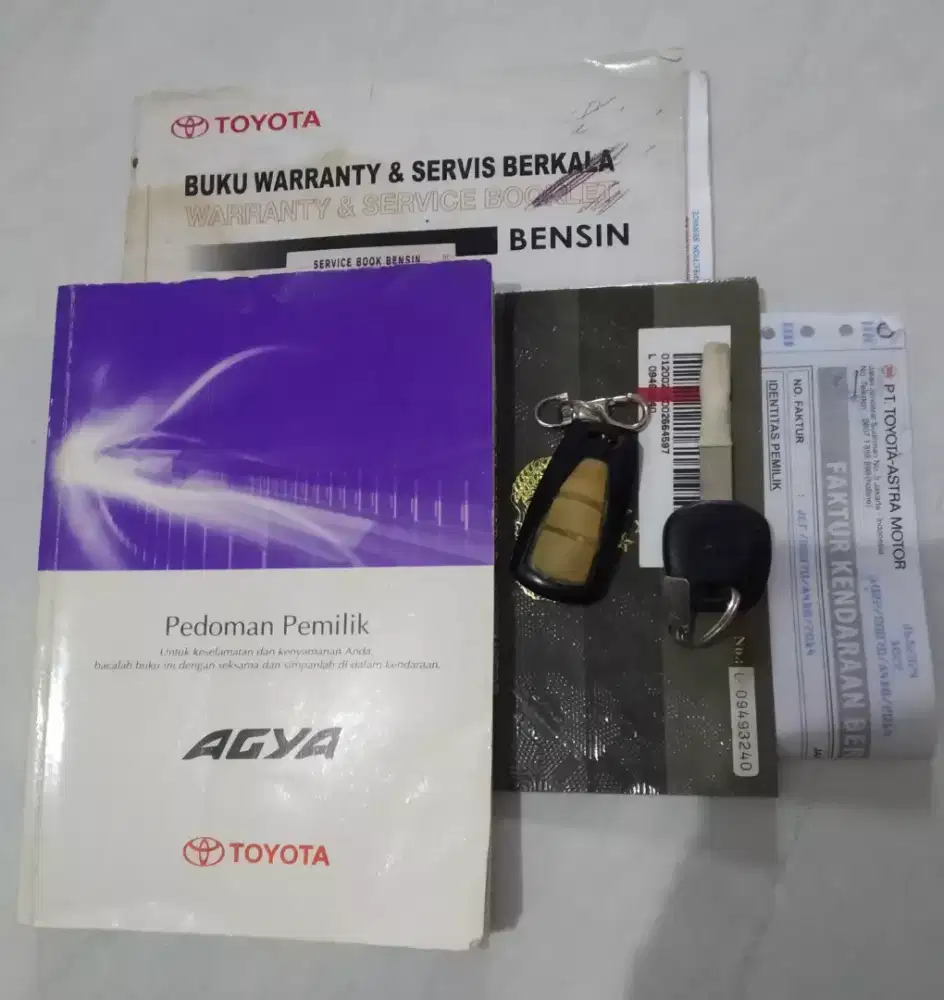 TOYOTA
BUKU WARRANTY & SERVIS BERKALA
WARRANTY & SERVICE BOOKLET
BENSIN
SERVICE BOOK BENSIN
Pedoman Pemilik
Untuk keselamatan dan kenyamanan Anda,
bacalah buku ini dengan seksama dan simpanlah di dalam kendaraan.
AGYA
TOYOTA
No.: L 09493240
PT. TOYOTA-ASTRA MOTOR
FAKTUR KENDARAAN BE
NO. FAKTUR :
IDENTITAS PEMILIK